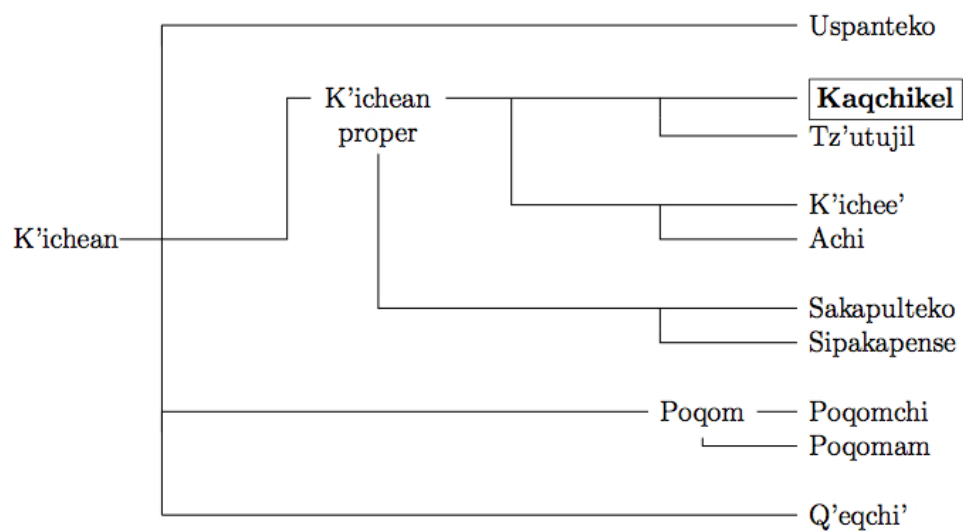 Uspanteko
K'ichean
proper
Kaqchikel
Tz'utujil
K'ichee'
K'ichean
Achi
Sakapulteko
Sipakapense
Poqom
Poqomchi
Poqomam
Q'eqchi'